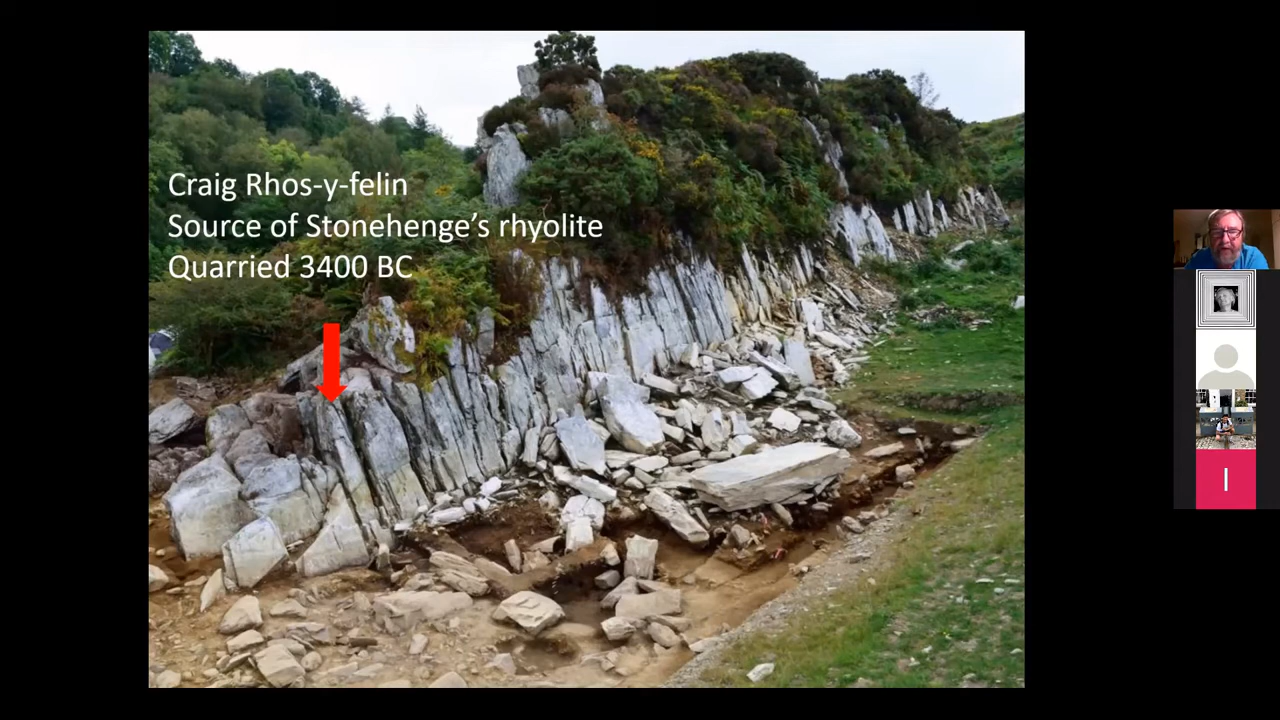 Craig Rhos-y-felin
Source of Stonehenge's rhyolite
Quarried 3400 BC
I